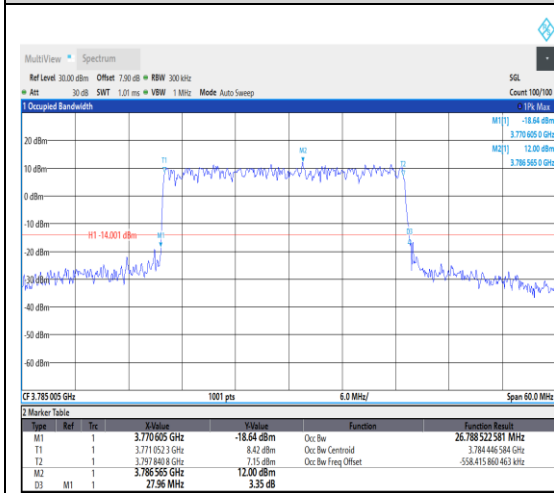 MultiView Spectrum
Ref Level 30.00 dBm Offset 7.90 dB RBW 300 kHz SGL
Att 30 dB SWT 1.01 ms VBW 1 MHz Mode Auto Sweep Count 100/100
1 Occupied Bandwidth 1Pk Max
M1[1] -18.64 dBm
3.770 605 0 GHz
M2[1] 12.00 dBm
3.786 565 0 GHz
20 dBm
T1 M2 T2
10 dBm
0 dBm
-10 dBm
H1 -14.001 dBm M1 D3
-20 dBm
-30 dBm
-40 dBm
-50 dBm
-60 dBm
CF 3.785 005 GHz 1001 pts 6.0 MHz/ Span 60.0 MHz
2 Marker Table
Type Ref Trc X-Value Y-Value Function Function Result
M1 1 3.770 605 GHz -18.64 dBm Occ Bw 26.788 522 581 MHz
T1 1 3.771 052 3 GHz 8.42 dBm Occ Bw Centroid 3.784 446 584 GHz
T2 1 3.797 840 8 GHz 7.15 dBm Occ Bw Freq Offset -558.415 860 463 kHz
M2 1 3.786 565 GHz 12.00 dBm
D3 M1 1 27.96 MHz 3.35 dB